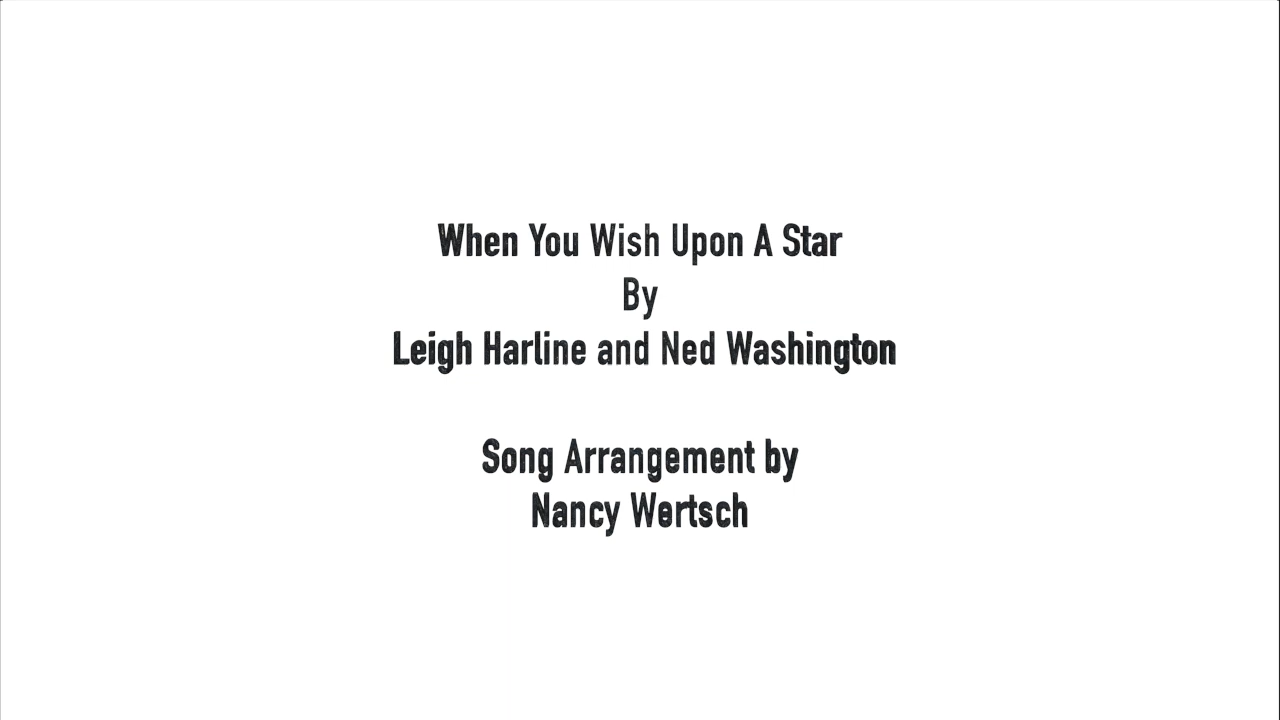 When You Wish Upon A Star
By
Leigh Harline and Ned Washington
Song Arrangement by
Nancy Wertsch